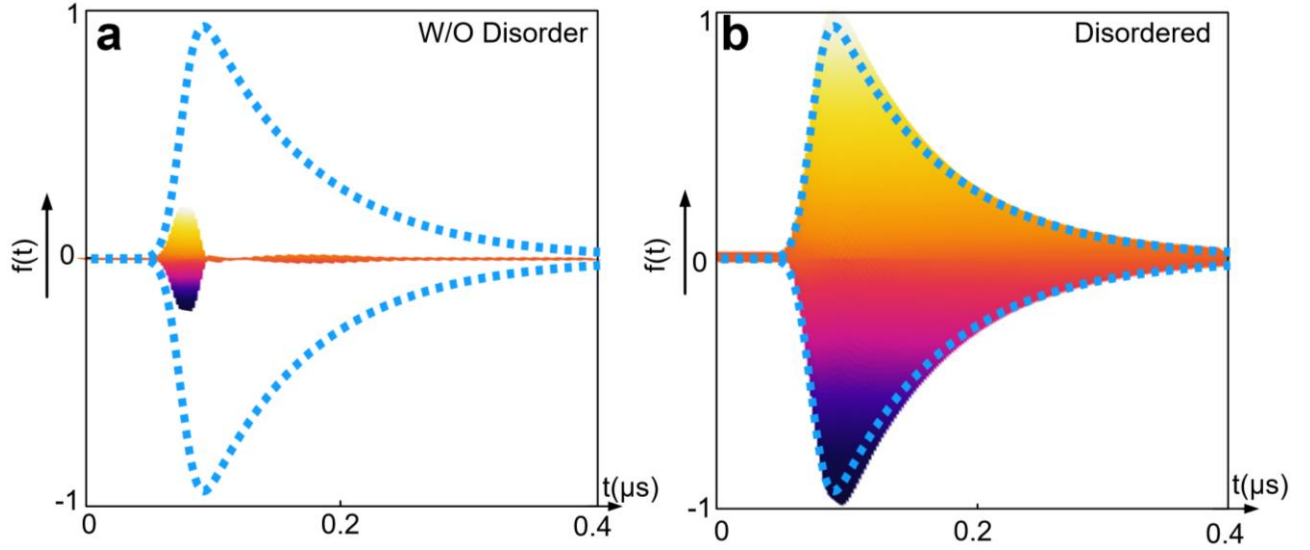 a
W/O Disorder
1
f(t)
0
-1
0
0.2
0.4
t(μs)
b
Disordered
1
f(t)
0
-1
0
0.2
0.4
t(μs)